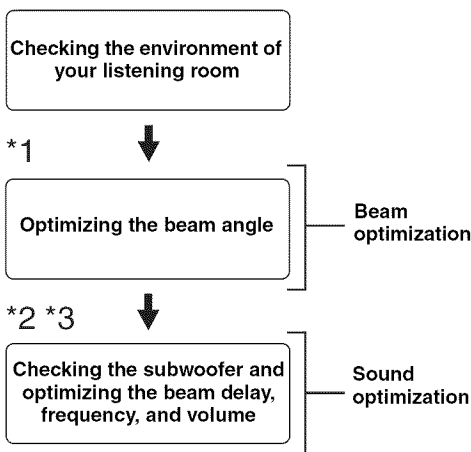 Checking the environment of
your listening room
*1
Optimizing the beam angle
Beam
optimization
*2 *3
Checking the subwoofer and
optimizing the beam delay,
frequency, and volume
Sound
optimization